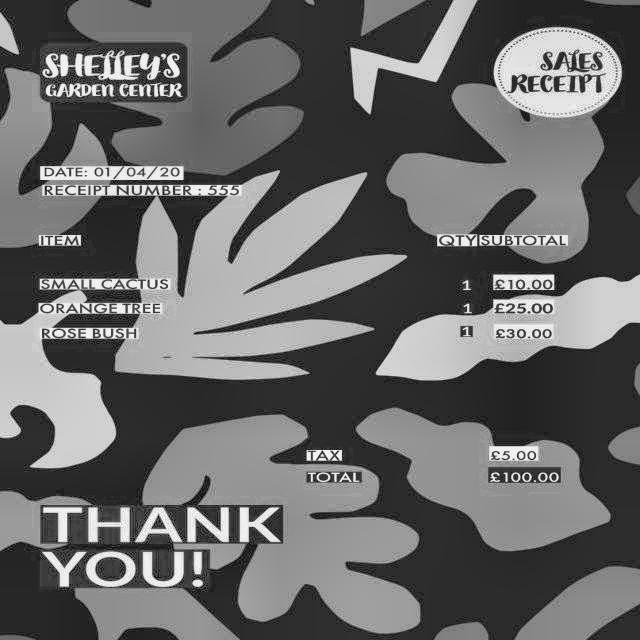 SHELLEY'S
GARDEN CENTER
SALES
RECEIPT
DATE: 01/04/20
RECEIPT NUMBER : 555
ITEM QTY SUBTOTAL
SMALL CACTUS 1 £10.00
ORANGE TREE 1 £25.00
ROSE BUSH 1 £30.00
TAX £5.00
TOTAL £100.00
THANK
YOU!